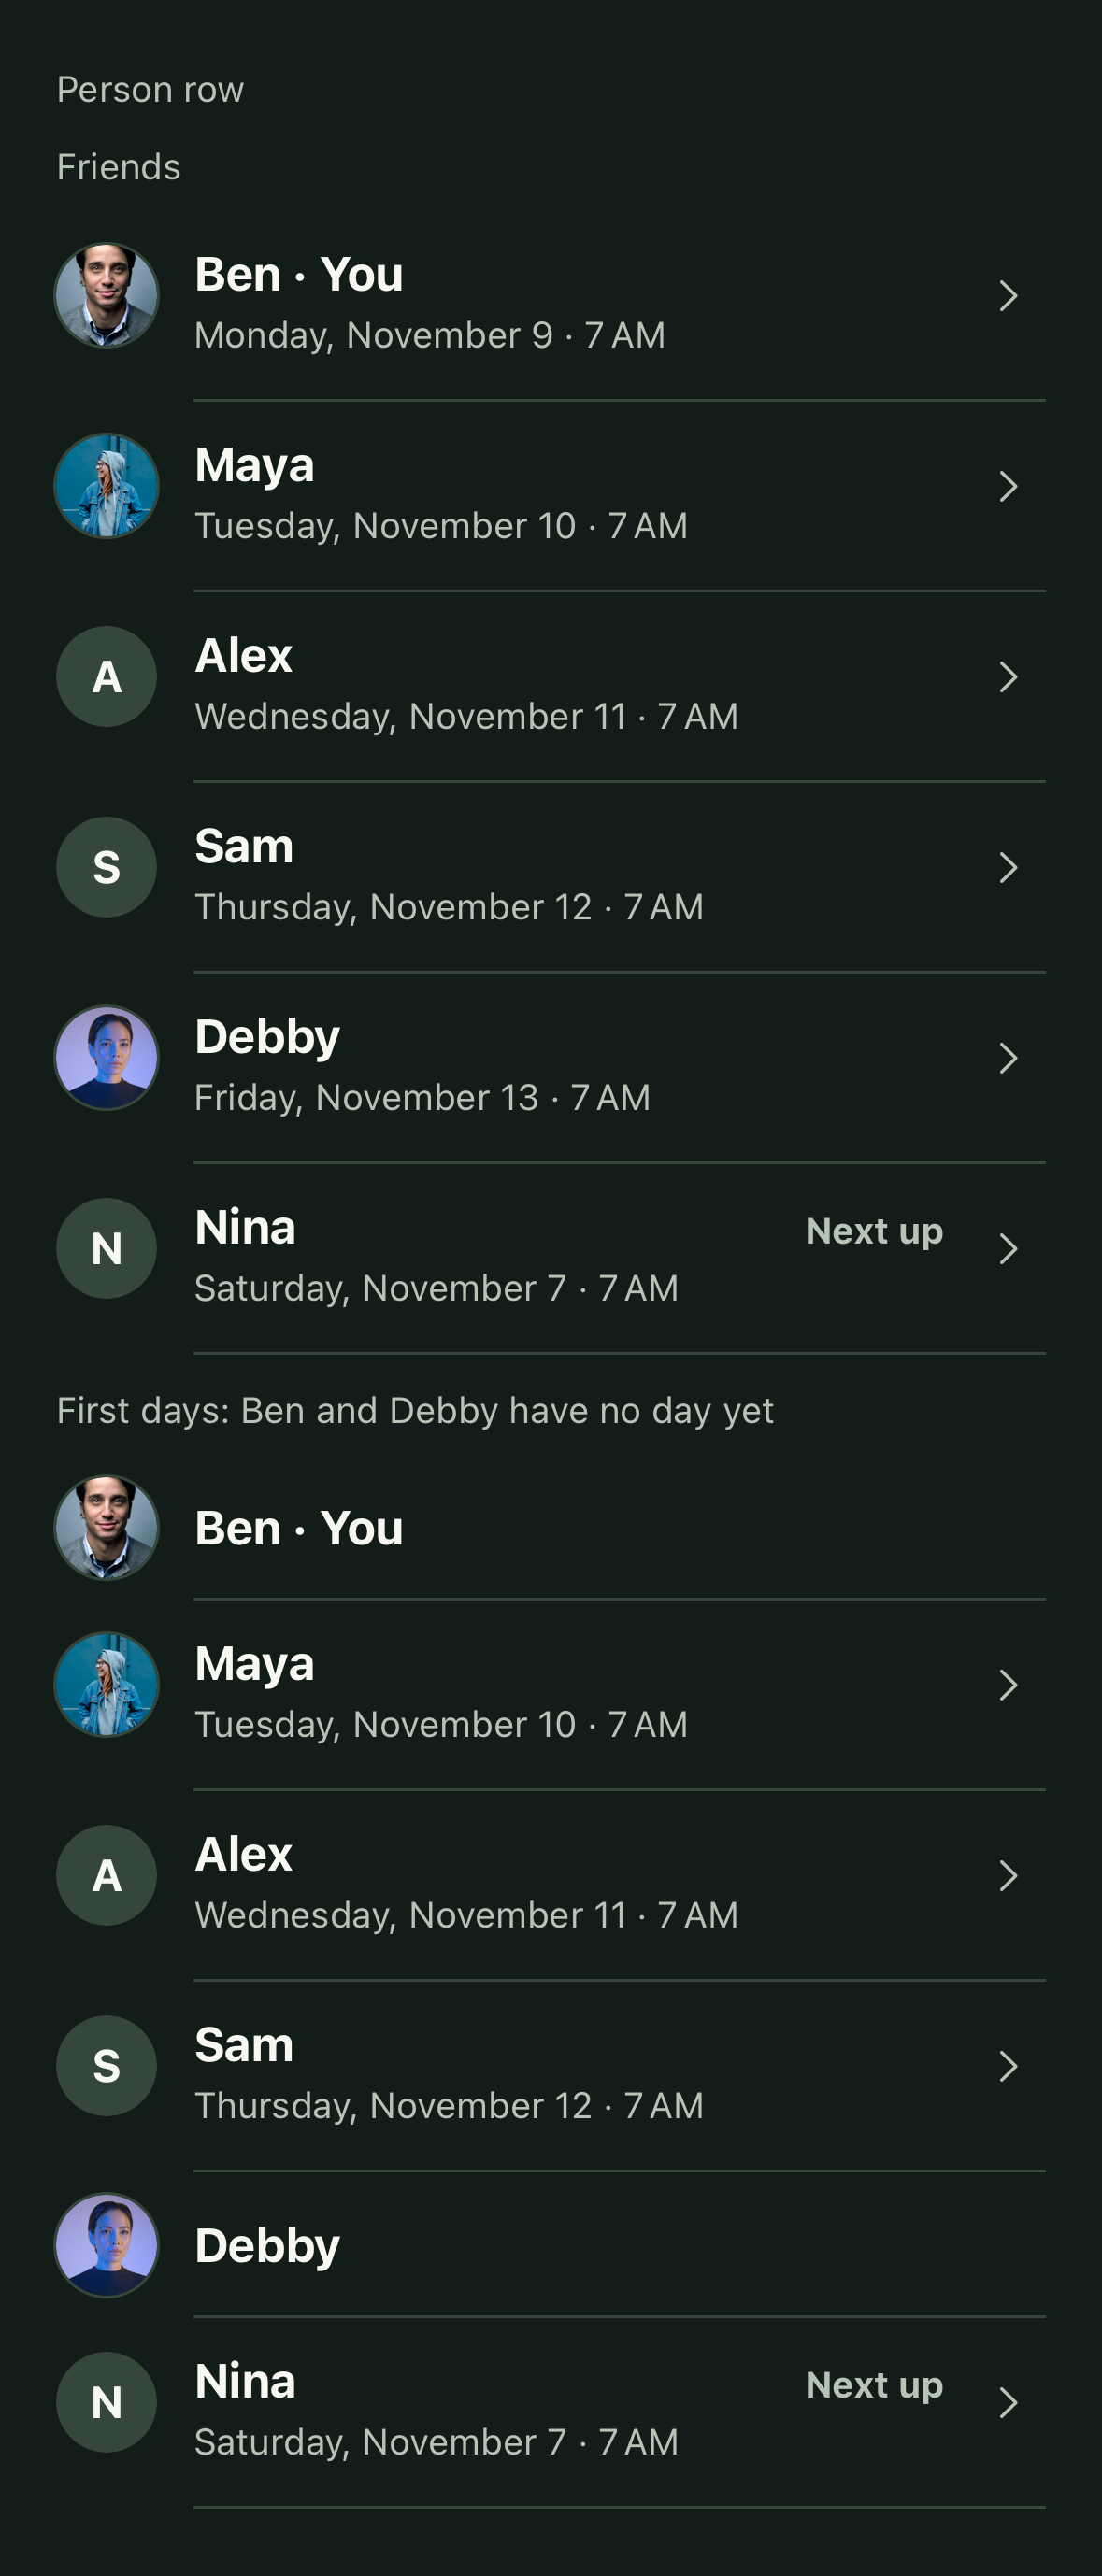 Person row
Friends
Ben · You
Monday, November 9 · 7 AM
Maya
Tuesday, November 10 · 7 AM
A
Alex
Wednesday, November 11 · 7 AM
S
Sam
Thursday, November 12 · 7 AM
Debby
Friday, November 13 · 7 AM
N
Nina
Next up
Saturday, November 7 · 7 AM
First days: Ben and Debby have no day yet
Ben · You
Maya
Tuesday, November 10 · 7 AM
A
Alex
Wednesday, November 11 · 7 AM
S
Sam
Thursday, November 12 · 7 AM
Debby
N
Nina
Next up
Saturday, November 7 · 7 AM